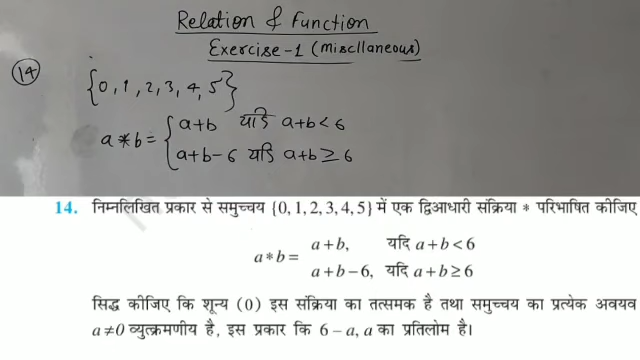 Relation & Function
Exercise-1 (miscllaneous)
14
{0, 1, 2, 3, 4, 5}
a * b = { a+b यदि a+b < 6
a+b-6 यदि a+b ≥ 6
14. निम्नलिखित प्रकार से समुच्चय {0, 1, 2, 3, 4, 5} में एक द्विआधारी संक्रिया * परिभाषित कीजिए
a * b = a + b, यदि a + b < 6
a + b – 6, यदि a + b ≥ 6
सिद्ध कीजिए कि शून्य (0) इस संक्रिया का तत्समक है तथा समुच्चय का प्रत्येक अवयव
a ≠ 0 व्युत्क्रमणीय है, इस प्रकार कि 6 – a, a का प्रतिलोम है।